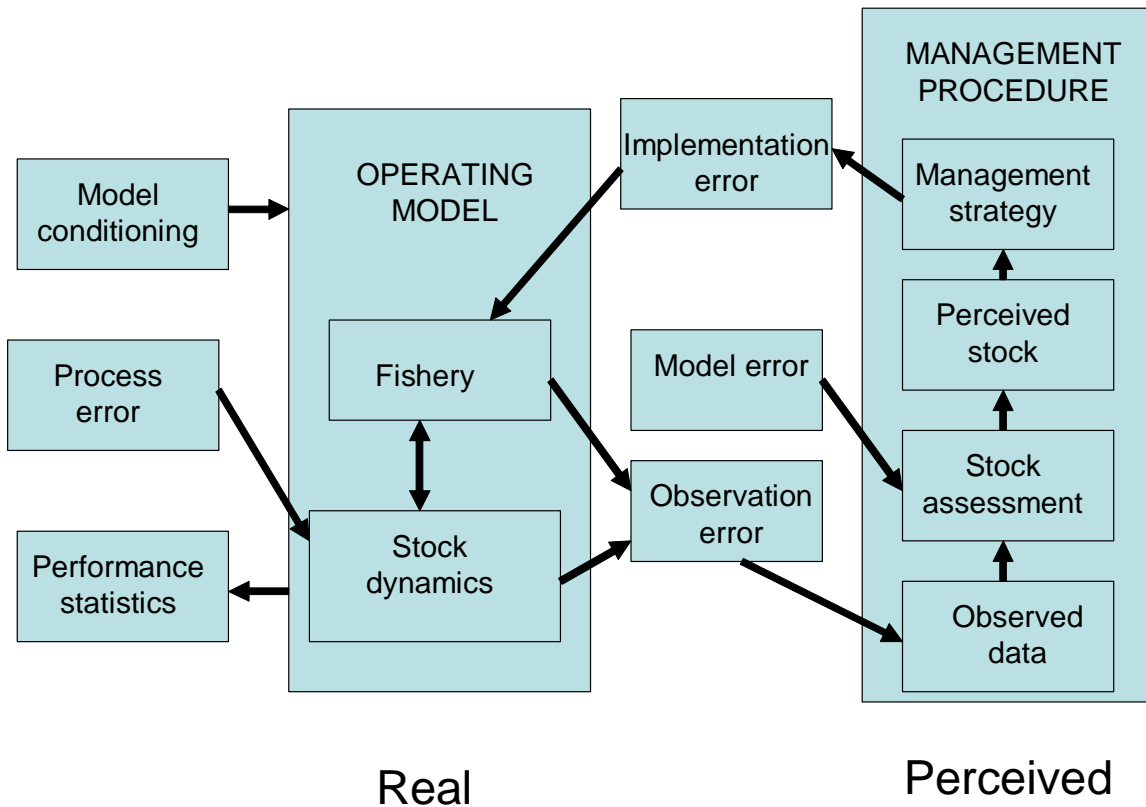 MANAGEMENT
PROCEDURE
Implementation
error
Management
strategy
Model
conditioning
OPERATING
MODEL
Perceived
stock
Process
error
Fishery
Model error
Stock
assessment
Observation
error
Performance
statistics
Stock
dynamics
Observed
data
Real
Perceived